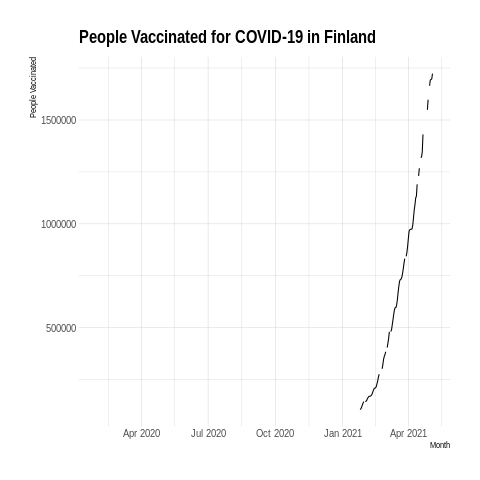 People Vaccinated for COVID-19 in Finland
People Vaccinated
1500000
1000000
500000
Apr 2020 Jul 2020 Oct 2020 Jan 2021 Apr 2021
Month